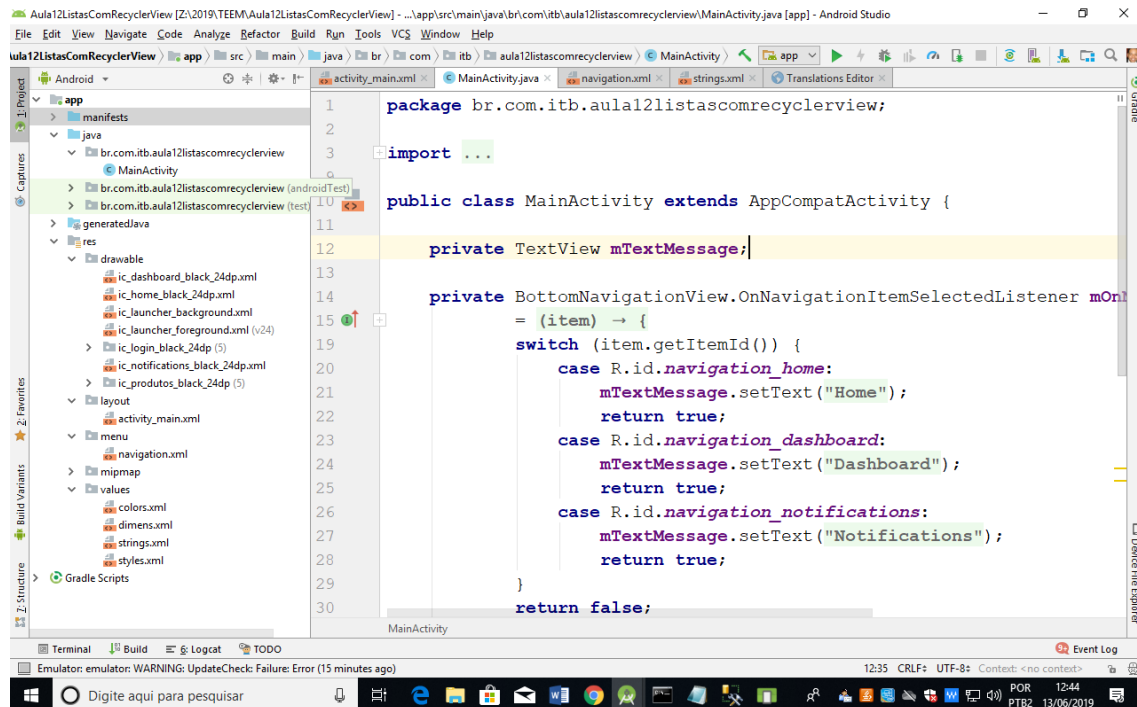 Aula12ListasComRecyclerView [Z:\2019\TEEM\Aula12ListasComRecyclerView] - ...\app\src\main\java\br\com\itb\aula12listascomrecyclerview\MainActivity.java [app] - Android Studio
File Edit View Navigate Code Analyze Refactor Build Run Tools VCS Window Help
Aula12ListasComRecyclerView app src main java br com itb aula12listascomrecyclerview MainActivity app
Android
activity_main.xml MainActivity.java navigation.xml strings.xml Translations Editor
1: Project
Captures
2: Favorites
Build Variants
7: Structure
app
manifests
java
br.com.itb.aula12listascomrecyclerview
MainActivity
br.com.itb.aula12listascomrecyclerview (androidTest)
br.com.itb.aula12listascomrecyclerview (test)
generatedJava
res
drawable
ic_dashboard_black_24dp.xml
ic_home_black_24dp.xml
ic_launcher_background.xml
ic_launcher_foreground.xml (v24)
ic_login_black_24dp (5)
ic_notifications_black_24dp.xml
ic_produtos_black_24dp (5)
layout
activity_main.xml
menu
navigation.xml
mipmap
values
colors.xml
dimens.xml
strings.xml
styles.xml
Gradle Scripts
1 package br.com.itb.aula12listascomrecyclerview;
2
3 import ...
9
10 public class MainActivity extends AppCompatActivity {
11
12 private TextView mTextMessage;
13
14 private BottomNavigationView.OnNavigationItemSelectedListener mOn
15 = (item) → {
19 switch (item.getItemId()) {
20 case R.id.navigation_home:
21 mTextMessage.setText("Home");
22 return true;
23 case R.id.navigation_dashboard:
24 mTextMessage.setText("Dashboard");
25 return true;
26 case R.id.navigation_notifications:
27 mTextMessage.setText("Notifications");
28 return true;
29 }
30 return false;
MainActivity
Gradle
Device File Explorer
Terminal Build 6: Logcat TODO Event Log
Emulator: emulator: WARNING: UpdateCheck: Failure: Error (15 minutes ago) 12:35 CRLF UTF-8 Context: <no context>
Digite aqui para pesquisar
POR 12:44
PTB2 13/06/2019